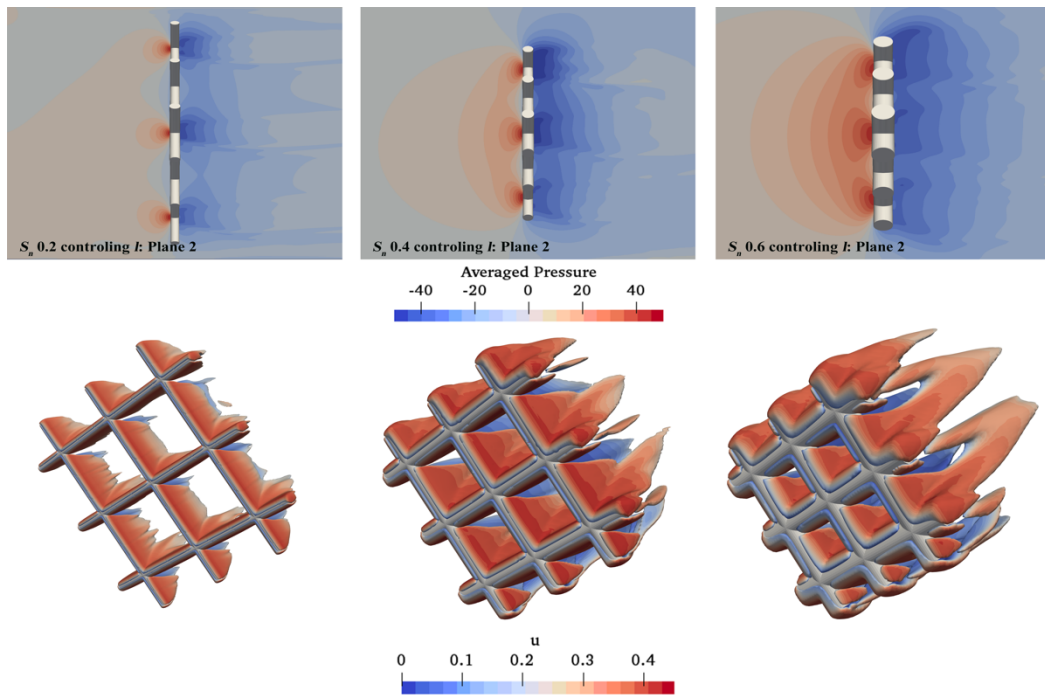 S_n 0.2 controling l: Plane 2
S_n 0.4 controling l: Plane 2
S_n 0.6 controling l: Plane 2
Averaged Pressure
-40 -20 0 20 40
u
0 0.1 0.2 0.3 0.4